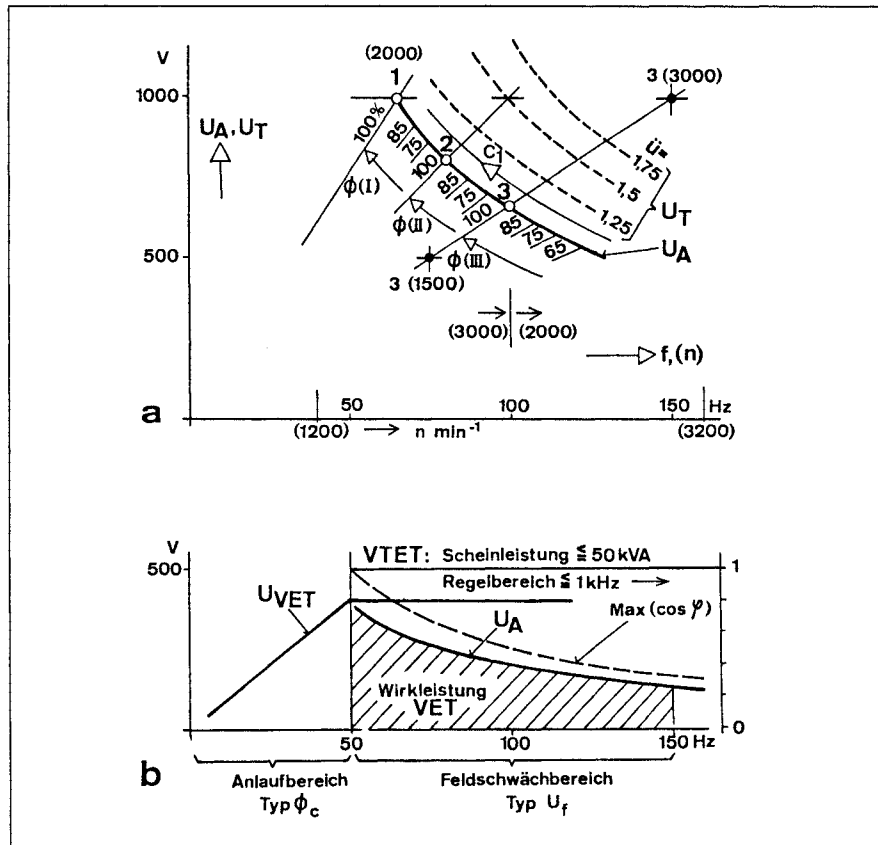 V
(2000)
1
3 (3000)
1000
U_A, U_T
100%
85
75
2
C_1
ü=
1,75
1,5
1,25
U_T
U_A
100
85
75
3
100
85
75
65
ϕ(I)
ϕ(II)
ϕ(III)
500
3 (1500)
(3000)
(2000)
f,(n)
a
50
100
Hz
150
(1200)
n min⁻¹
(3200)
V
VTET: Scheinleistung ≦ 50 kVA
1
500
Regelbereich ≦ 1kHz
U_VET
U_A
Max (cos φ)
Wirkleistung
VET
0
50
100
150 Hz
b
Anlaufbereich
Typ ϕ_c
Feldschwächbereich
Typ U_f